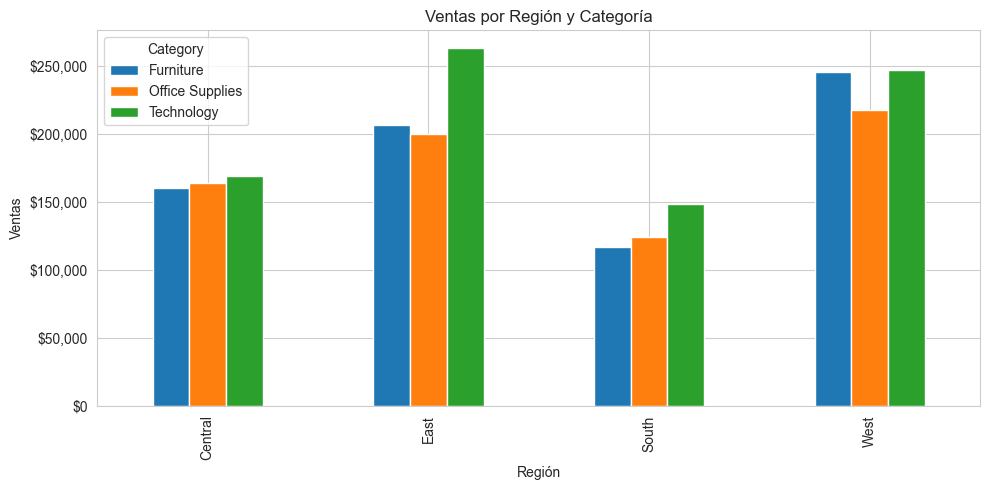 Ventas por Región y Categoría
Category
Furniture
Office Supplies
Technology
Ventas
$250,000
$200,000
$150,000
$100,000
$50,000
$0
Central
East
South
West
Región